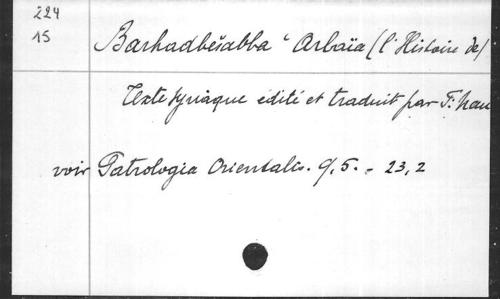 224
15
Barhadbešabba ‘Arbaïa (l'Histoire de)
Texte syriaque édité et traduit par F. Nau
voir Patrologia Orientalis. 9,5. - 23,2